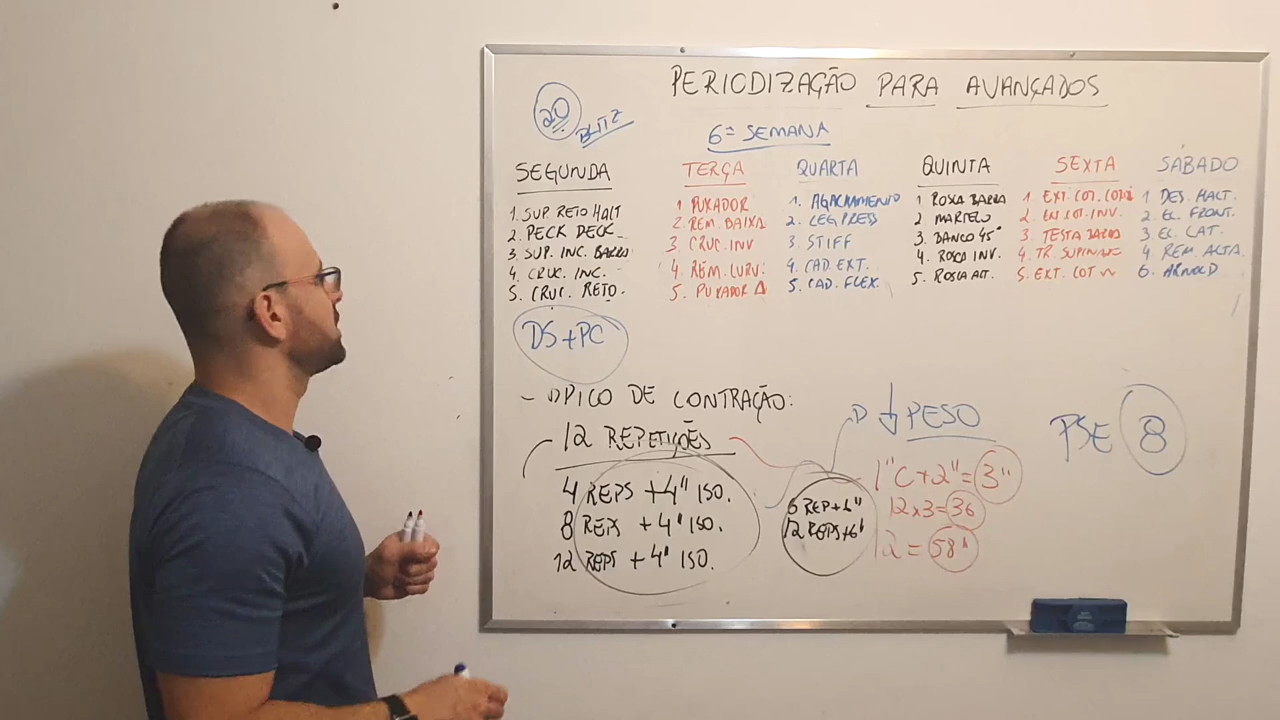 PERIODIZAÇÃO PARA AVANÇADOS
20 BLITZ
6ª SEMANA
SEGUNDA
1. SUP. RETO HALT
2. PECK DECK
3. SUP. INC. BARRA
4. CRUC. INC.
5. CRUC. RETO.
TERÇA
1 PUXADOR
2. REM. BAIXA
3 CRUC. INV
4. REM. CURV.
5. PUXADOR Δ
QUARTA
1. AGACHAMENTO
2. LEG PRESS
3. STIFF
4. CAD. EXT.
5. CAD. FLEX.
QUINTA
1 ROSCA BARRA
2 MARTELO
3. BANCO 45°
4. ROSCA INV.
5. ROSCA ALT.
SEXTA
1 EXT. COT. CORDA
2. EXT COT. INV.
3 TESTA BARRA
4 TR. SUPINADO
5. EXT. COT
SÁBADO
1 DES. HALT.
2. EL. FRONT.
3 EL. LAT.
4 REM. ALTA
6. ARNOLD
DS + PC
PICO DE CONTRAÇÃO:
12 REPETIÇÕES
4 REPS + 4" ISO.
8 REPS + 4" ISO.
12 REPS + 4" ISO.
6 REP + 6"
12 REPS + 6"
↓ PESO
1" C + 2" = 3"
12 x 3 = 36
12 = 58"
PSE 8